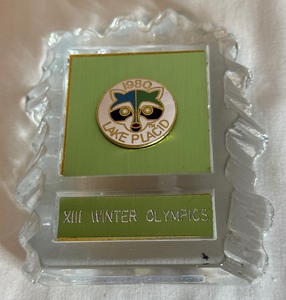 1980
LAKE PLACID
XIII WINTER OLYMPICS